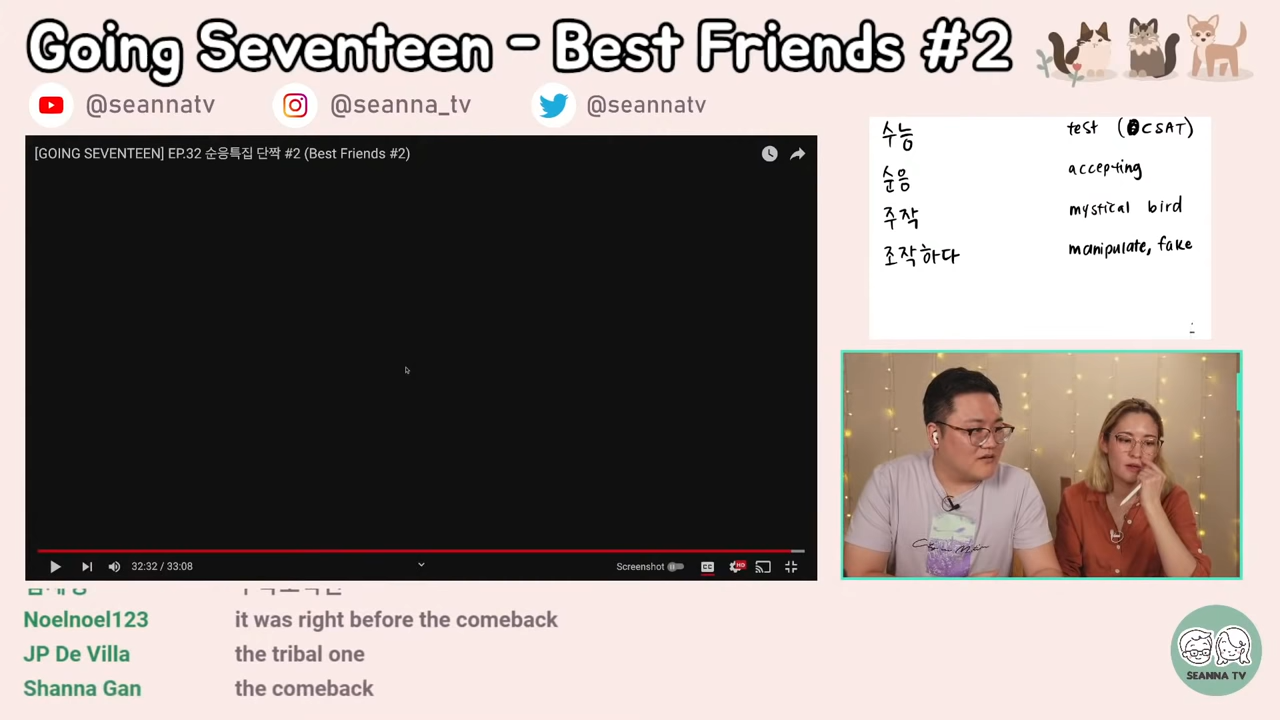 Going Seventeen - Best Friends #2
@seannatv @seanna_tv @seannatv
[GOING SEVENTEEN] EP.32 순응특집 단짝 #2 (Best Friends #2)
수능 test (CSAT)
순응 accepting
주작 mystical bird
조작하다 manipulate, fake
32:32 / 33:08
Screenshot
CC
HD
Noelnoel123 it was right before the comeback
JP De Villa the tribal one
Shanna Gan the comeback
SEANNA TV